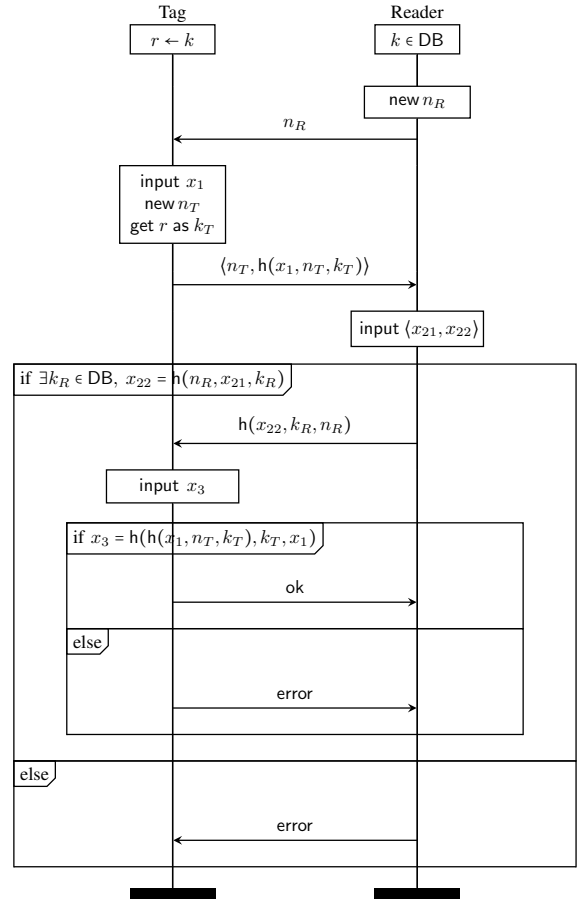 Tag Reader
r ← k k ∈ DB
new n_R
n_R
input x_1
new n_T
get r as k_T
⟨n_T, h(x_1, n_T, k_T)⟩
input ⟨x_21, x_22⟩
if ∃k_R ∈ DB, x_22 = h(n_R, x_21, k_R)
h(x_22, k_R, n_R)
input x_3
if x_3 = h(h(x_1, n_T, k_T), k_T, x_1)
ok
else
error
else
error